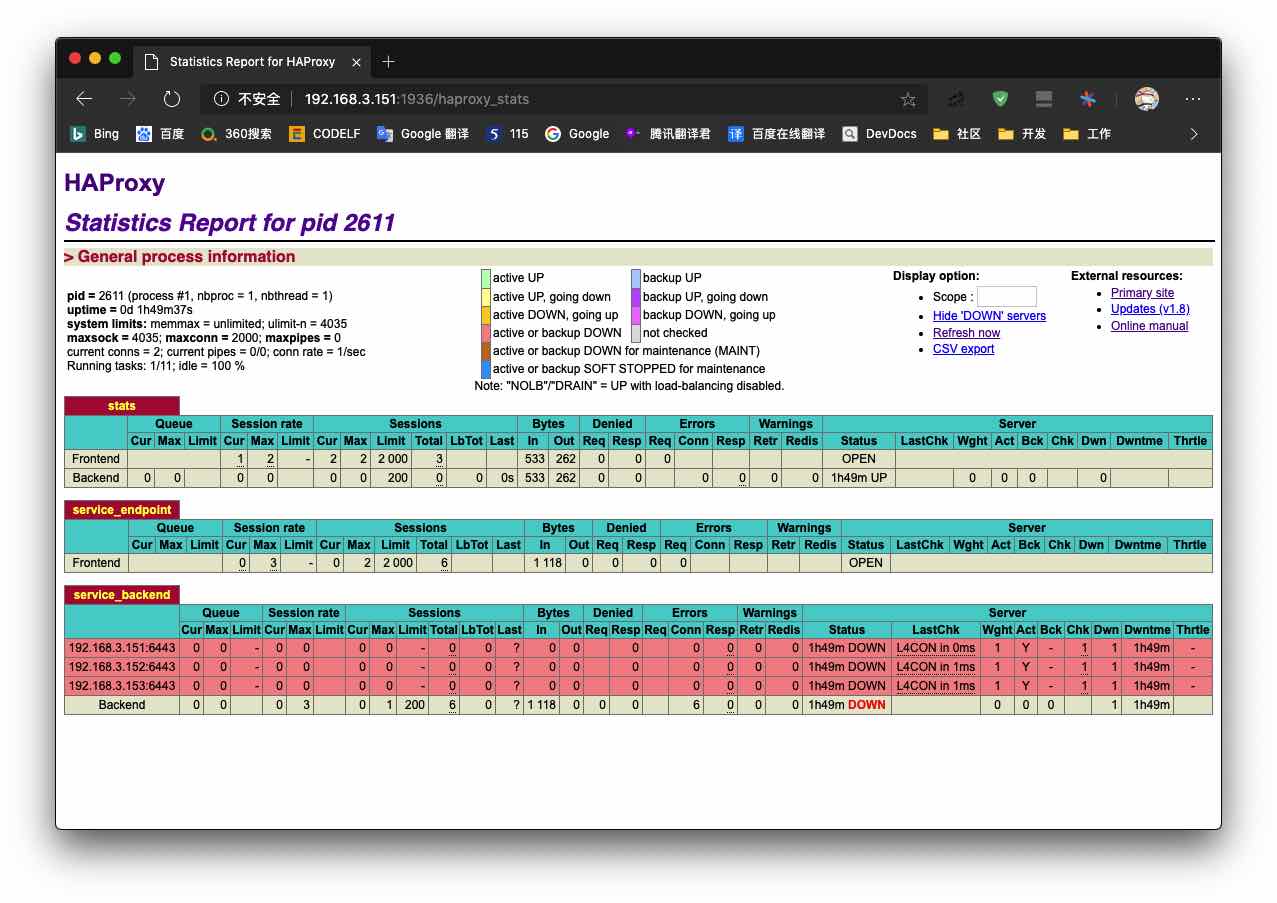 Statistics Report for HAProxy
不安全 192.168.3.151:1936/haproxy_stats
Bing 百度 360搜索 CODELF Google 翻译 115 Google 腾讯翻译君 百度在线翻译 DevDocs 社区 开发 工作
HAProxy
Statistics Report for pid 2611
> General process information
pid = 2611 (process #1, nbproc = 1, nbthread = 1)
uptime = 0d 1h49m37s
system limits: memmax = unlimited; ulimit-n = 4035
maxsock = 4035; maxconn = 2000; maxpipes = 0
current conns = 2; current pipes = 0/0; conn rate = 1/sec
Running tasks: 1/11; idle = 100 %
active UP backup UP
active UP, going down backup UP, going down
active DOWN, going up backup DOWN, going up
active or backup DOWN not checked
active or backup DOWN for maintenance (MAINT)
active or backup SOFT STOPPED for maintenance
Note: "NOLB"/"DRAIN" = UP with load-balancing disabled.
Display option:
Scope :
Hide 'DOWN' servers
Refresh now
CSV export
External resources:
Primary site
Updates (v1.8)
Online manual
stats
Queue Session rate Sessions Bytes Denied Errors Warnings Server
Cur Max Limit Cur Max Limit Cur Max Limit Total LbTot Last In Out Req Resp Req Conn Resp Retr Redis Status LastChk Wght Act Bck Chk Dwn Dwntme Thrtle
Frontend 1 2 - 2 2 2 000 3 533 262 0 0 0 OPEN
Backend 0 0 0 0 0 0 200 0 0 0s 533 262 0 0 0 0 0 0 1h49m UP 0 0 0 0
service_endpoint
Queue Session rate Sessions Bytes Denied Errors Warnings Server
Cur Max Limit Cur Max Limit Cur Max Limit Total LbTot Last In Out Req Resp Req Conn Resp Retr Redis Status LastChk Wght Act Bck Chk Dwn Dwntme Thrtle
Frontend 0 3 - 0 2 2 000 6 1 118 0 0 0 0 OPEN
service_backend
Queue Session rate Sessions Bytes Denied Errors Warnings Server
Cur Max Limit Cur Max Limit Cur Max Limit Total LbTot Last In Out Req Resp Req Conn Resp Retr Redis Status LastChk Wght Act Bck Chk Dwn Dwntme Thrtle
192.168.3.151:6443 0 0 - 0 0 0 0 - 0 0 ? 0 0 0 0 0 0 0 1h49m DOWN L4CON in 0ms 1 Y - 1 1 1h49m -
192.168.3.152:6443 0 0 - 0 0 0 0 - 0 0 ? 0 0 0 0 0 0 0 1h49m DOWN L4CON in 1ms 1 Y - 1 1 1h49m -
192.168.3.153:6443 0 0 - 0 0 0 0 - 0 0 ? 0 0 0 0 0 0 0 1h49m DOWN L4CON in 1ms 1 Y - 1 1 1h49m -
Backend 0 0 0 3 0 1 200 6 0 ? 1 118 0 0 0 6 0 0 0 1h49m DOWN 0 0 0 1 1h49m